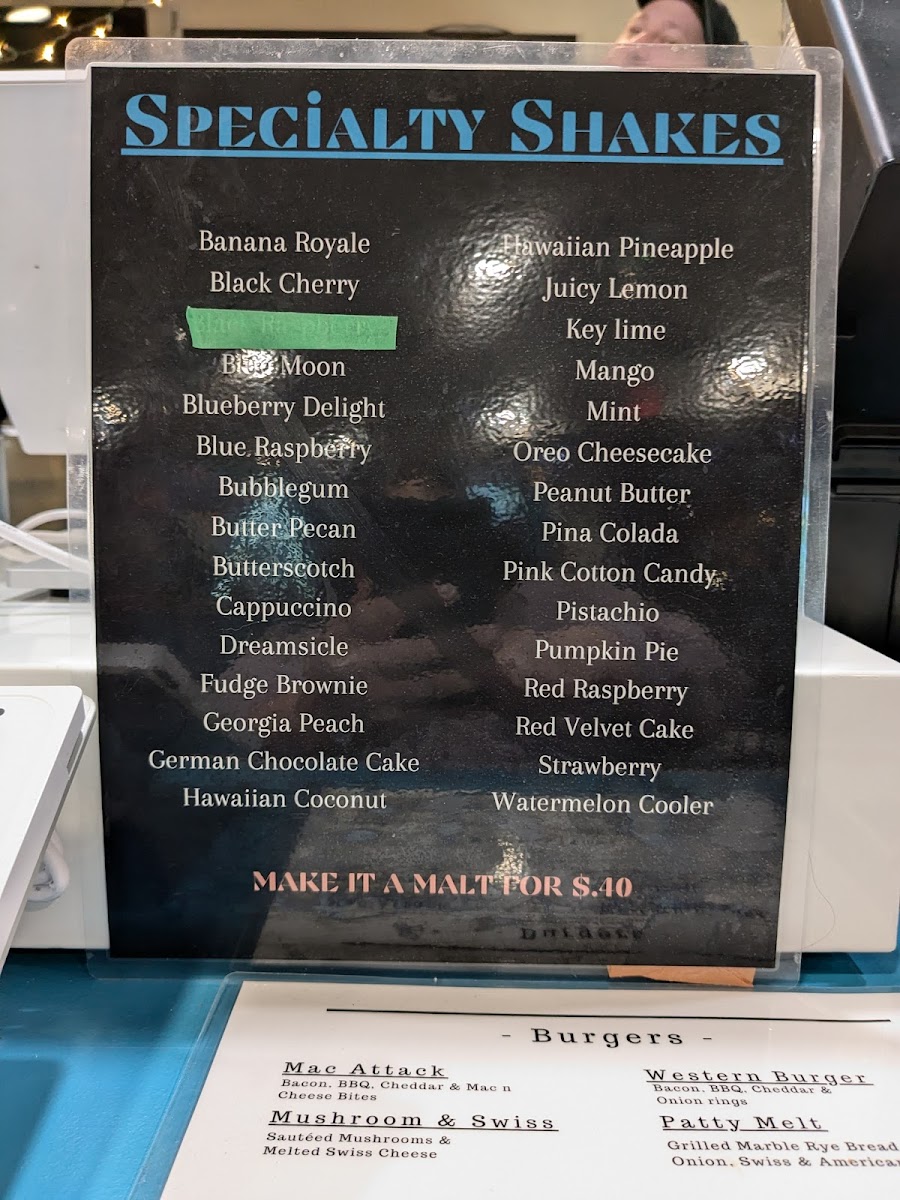 Specialty Shakes
Banana Royale
Black Cherry
Black Raspberry
Blue Moon
Blueberry Delight
Blue Raspberry
Bubblegum
Butter Pecan
Butterscotch
Cappuccino
Dreamsicle
Fudge Brownie
Georgia Peach
German Chocolate Cake
Hawaiian Coconut
Hawaiian Pineapple
Juicy Lemon
Key lime
Mango
Mint
Oreo Cheesecake
Peanut Butter
Pina Colada
Pink Cotton Candy
Pistachio
Pumpkin Pie
Red Raspberry
Red Velvet Cake
Strawberry
Watermelon Cooler
MAKE IT A MALT FOR $.40
- Burgers -
Mac Attack
Bacon, BBQ, Cheddar & Mac n
Cheese Bites
Mushroom & Swiss
Sautéed Mushrooms &
Melted Swiss Cheese
Western Burger
Bacon, BBQ, Cheddar &
Onion rings
Patty Melt
Grilled Marble Rye Bread
Onion, Swiss & American